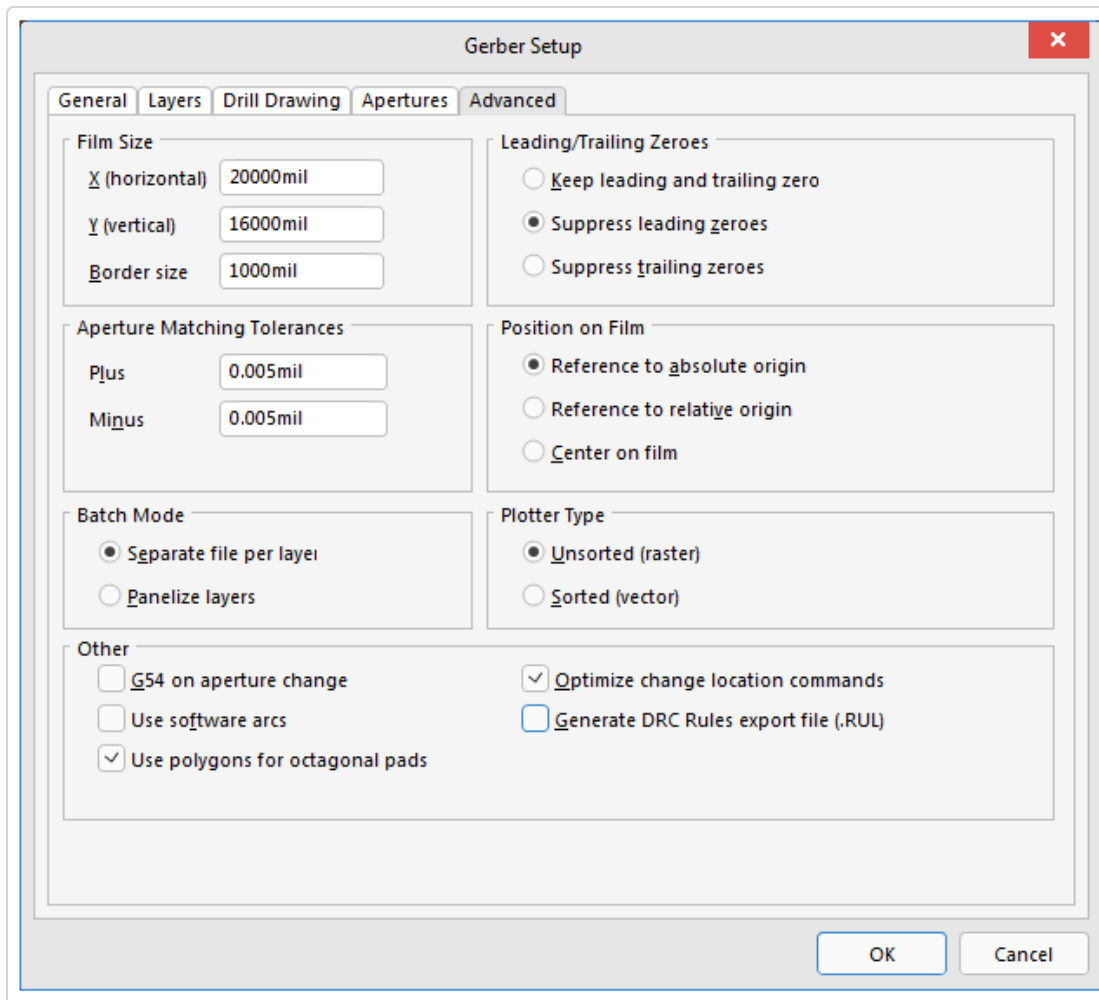 Gerber Setup
General Layers Drill Drawing Apertures Advanced
Film Size
X (horizontal) 20000mil
Y (vertical) 16000mil
Border size 1000mil
Leading/Trailing Zeroes
Keep leading and trailing zero
Suppress leading zeroes
Suppress trailing zeroes
Aperture Matching Tolerances
Plus 0.005mil
Minus 0.005mil
Position on Film
Reference to absolute origin
Reference to relative origin
Center on film
Batch Mode
Separate file per layer
Panelize layers
Plotter Type
Unsorted (raster)
Sorted (vector)
Other
G54 on aperture change
Use software arcs
Use polygons for octagonal pads
Optimize change location commands
Generate DRC Rules export file (.RUL)
OK Cancel